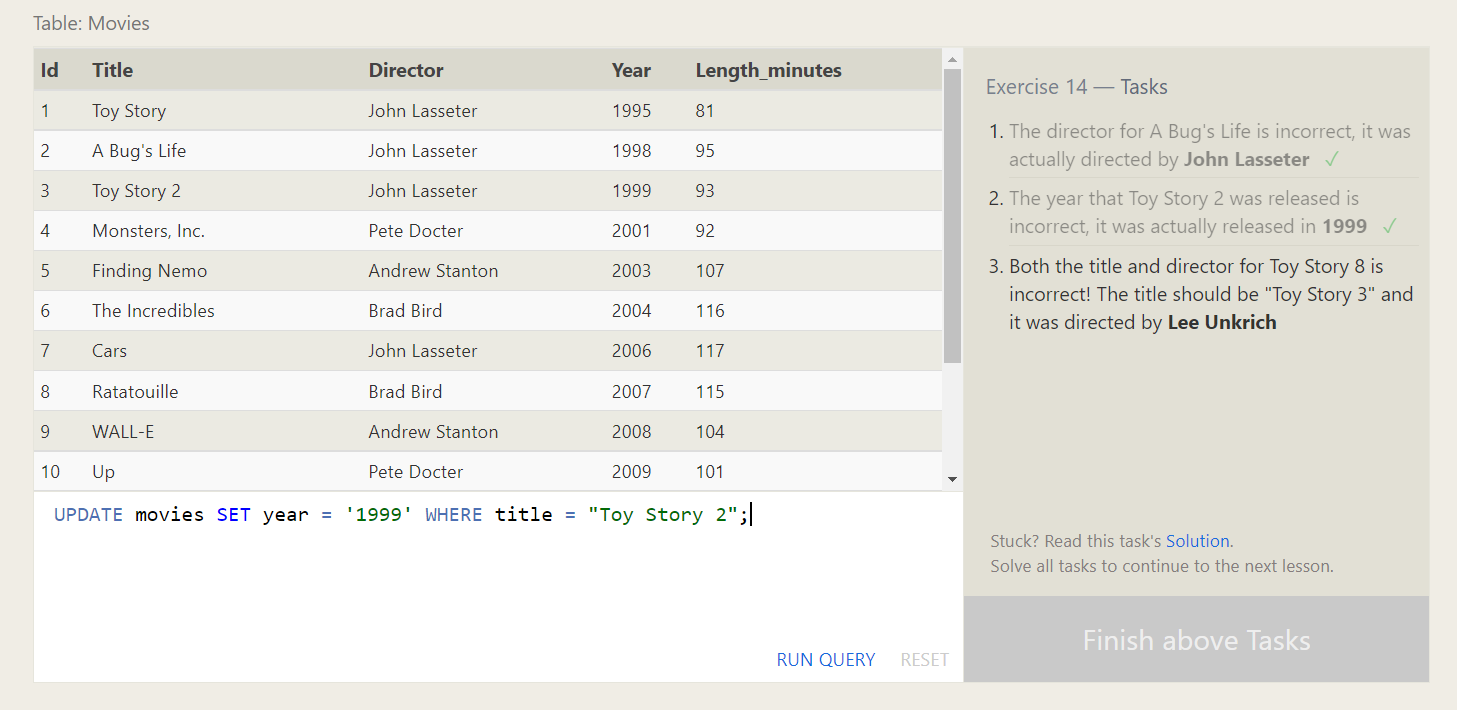 Table: Movies
Id Title Director Year Length_minutes
1 Toy Story John Lasseter 1995 81
2 A Bug's Life John Lasseter 1998 95
3 Toy Story 2 John Lasseter 1999 93
4 Monsters, Inc. Pete Docter 2001 92
5 Finding Nemo Andrew Stanton 2003 107
6 The Incredibles Brad Bird 2004 116
7 Cars John Lasseter 2006 117
8 Ratatouille Brad Bird 2007 115
9 WALL-E Andrew Stanton 2008 104
10 Up Pete Docter 2009 101
UPDATE movies SET year = '1999' WHERE title = "Toy Story 2";
RUN QUERY RESET
Exercise 14 — Tasks
1. The director for A Bug's Life is incorrect, it was
actually directed by John Lasseter ✓
2. The year that Toy Story 2 was released is
incorrect, it was actually released in 1999 ✓
3. Both the title and director for Toy Story 8 is
incorrect! The title should be "Toy Story 3" and
it was directed by Lee Unkrich
Stuck? Read this task's Solution.
Solve all tasks to continue to the next lesson.
Finish above Tasks